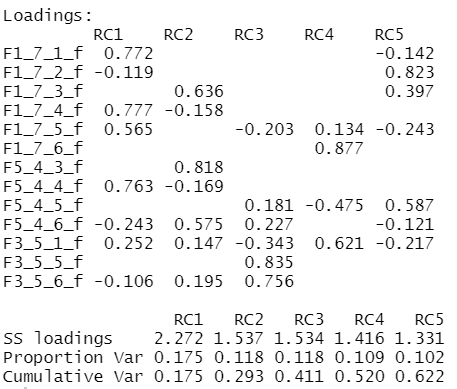 Loadings:
         RC1    RC2    RC3    RC4    RC5
F1_7_1_f  0.772                      -0.142
F1_7_2_f -0.119                       0.823
F1_7_3_f         0.636                0.397
F1_7_4_f  0.777 -0.158
F1_7_5_f  0.565        -0.203  0.134 -0.243
F1_7_6_f                       0.877
F5_4_3_f         0.818
F5_4_4_f  0.763 -0.169
F5_4_5_f                0.181 -0.475  0.587
F5_4_6_f -0.243  0.575  0.227        -0.121
F3_5_1_f  0.252  0.147 -0.343  0.621 -0.217
F3_5_5_f                0.835
F3_5_6_f -0.106  0.195  0.756
                 RC1   RC2   RC3   RC4   RC5
SS loadings    2.272 1.537 1.534 1.416 1.331
Proportion Var 0.175 0.118 0.118 0.109 0.102
Cumulative Var 0.175 0.293 0.411 0.520 0.622